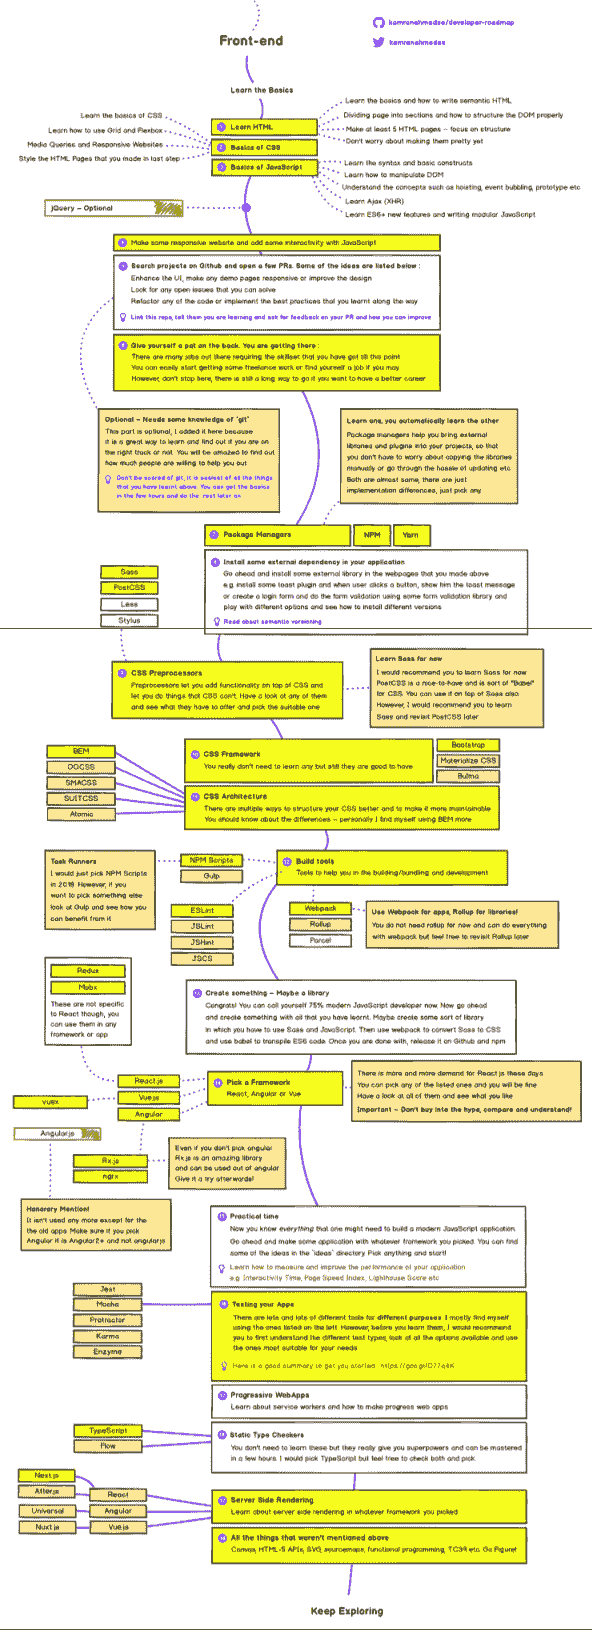 kamranahmedse/developer-roadmap
kamranahmedse
Front-end
Learn the Basics
Learn the basics of CSS
Learn how to use Grid and Flexbox
Media Queries and Responsive Websites
Style the HTML Pages that you made in last step
1 Learn HTML
2 Basics of CSS
3 Basics of JavaScript
Learn the basics and how to write semantic HTML
Dividing page into sections and how to structure the DOM properly
Make at least 5 HTML pages – focus on structure
Don't worry about making them pretty yet
Learn the syntax and basic constructs
Learn how to manipulate DOM
Understand the concepts such as hoisting, event bubbling, prototype etc
Learn Ajax (XHR)
Learn ES6+ new features and writing modular JavaScript
jQuery – Optional
Make some responsive website and add some interactivity with JavaScript
Search projects on Github and open a few PRs. Some of the ideas are listed below :
Enhance the UI, make any demo pages responsive or improve the design
Look for any open issues that you can solve
Refactor any of the code or implement the best practices that you learnt along the way
Link this repo, tell them you are learning and ask for feedback on your PR and how you can improve
Give yourself a pat on the back. You are getting there :
There are many jobs out there requiring the skillset that you have got till this point
You can easily start getting some freelance work or find yourself a job if you may
However, don't stop here, there is still a long way to go if you want to have a better career
Optional – Needs some knowledge of 'git'
This part is optional, I added it here because
it is is great way to learn and find out if you are on
the right track or not. You will be amazed to find out
how much people are willing to help you out
Don't be scared of git, it is easiest of all the things
that you have learnt above. You can get the basics
in the few hours and do the rest later on
Learn one, you automatically learn the other
Package managers help you bring external
libraries and plugins into your projects, so that
you don't have to worry about copying the libraries
manually or go through the hassle of updating etc
Both are almost same, there are just
implementation differences, just pick any
Package Managers
NPM
Yarn
Install some external dependency in your application
Go ahead and install some external library in the webpages that you made above
e.g. install some toast plugin and when user clicks a button, show him the toast message
or create a login form and do the form validation using some form validation library and
play with different options and see how to install different versions
Read about semantic versioning
Sass
PostCSS
Less
Stylus
CSS Preprocessors
Preprocessors let you add functionality on top of CSS and
let you do things that CSS can't. Have a look at any of them
and see what they have to offer and pick the suitable one
Learn Sass for now
I would recommend you to learn Sass for now
PostCSS is a nice-to-have and is sort of "Babel"
for CSS. You can use it on top of Sass also
However, I would recommend you to learn
Sass and revisit PostCSS later
CSS Framework
You really don't need to learn any but still they are good to have
Bootstrap
Materialize CSS
Bulma
BEM
OOCSS
SMACSS
SUITCSS
Atomic
CSS Architecture
There are multiple ways to structure your CSS better and to make it more maintainable
You should know about the differences – personally I find myself using BEM more
Task Runners
I would just pick NPM Scripts
in 2018 However, if you
want to pick something else
look at Gulp and see how you
can benefit from it
NPM Scripts
Gulp
Build tools
Tools to help you in the building/bundling and development
ESLint
JSLint
JSHint
JSCS
Webpack
Rollup
Parcel
Use Webpack for apps, Rollup for libraries!
You do not need rollup for now and can do everything
with webpack but feel free to revisit Rollup later
Redux
Mobx
These are not specific
to React though, you
can use them in any
framework or app
Create something – Maybe a library
Congrats! You can call yourself 75% modern JavaScript developer now. Now go ahead
and create something with all that you have learnt. Maybe create some sort of library
in which you have to use Sass and JavaScript. Then use webpack to convert Sass to CSS
and use babel to transpile ES6 code. Once you are done with, release it on Github and npm
React.js
Vue.js
Angular
vuex
Pick a Framework
React, Angular or Vue
There is more and more demand for React.js these days
You can pick any of the listed ones and you will be fine
Have a look at all of them and see what you like
Important – Don't buy into the hype, compare and understand!
Angular.js
Rx.js
ngrx
Even if you don't pick angular
Rx.js is an amazing library
and can be used out of angular
Give it a try afterwards!
Honorary Mention!
It isn't used any more except for the
the old apps Make sure if you pick
Angular it is Angular2+ and not angularjs
Practical time
Now you know everything that one might need to build a modern JavaScript application.
Go ahead and make some application with whatever framework you picked. You can find
some of the ideas in the 'ideas' directory Pick anything and start!
Learn how to measure and improve the performance of your application
e.g. Interactivity Time, Page Speed Index, Lighthouse Score etc
Jest
Mocha
Protractor
Karma
Enzyme
Testing your Apps
There are lots and lots of different tools for different purposes. I mostly find myself
using the ones listed on the left However, before you learn them, I would recommend
you to first understand the different test types, look at all the options available and use
the ones most suitable for your needs
Here is a good summary to get you started
Progressive WebApps
Learn about service workers and how to make progress web apps
TypeScript
Flow
Static Type Checkers
You don't need to learn these but they really give you superpowers and can be mastered
in a few hours. I would pick TypeScript but feel free to check both and pick.
Next.js
After.js
Universal
Nuxt.js
React
Angular
Vue.js
Server Side Rendering
Learn about server side rendering in whatever framework you picked
All the things that weren't mentioned above
Canvas, HTML-5 APIs, SVG, sourcemaps, functional programming, TC39 etc. Go Figure!
Keep Exploring